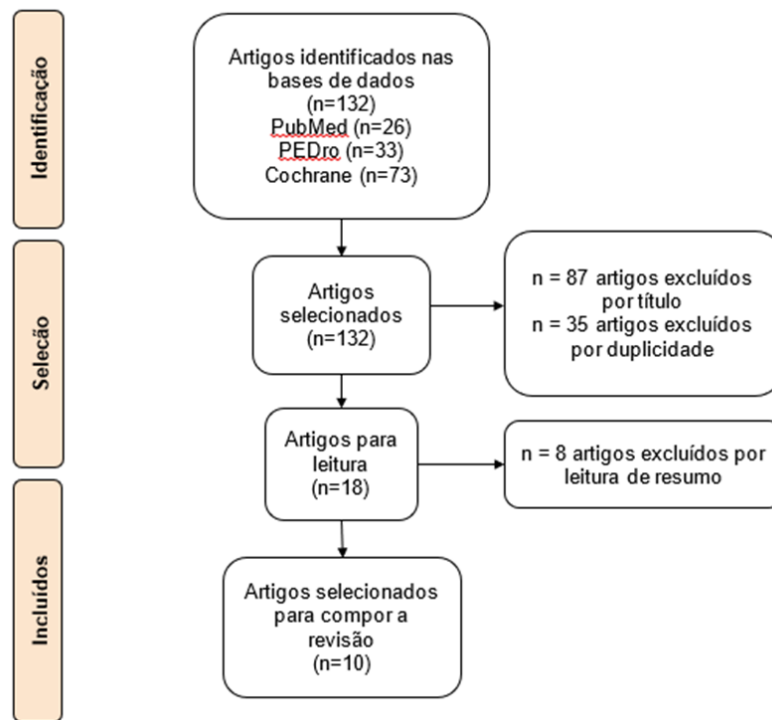 Identificação
Artigos identificados nas
bases de dados
(n=132)
PubMed (n=26)
PEDro (n=33)
Cochrane (n=73)
Seleção
Artigos
selecionados
(n=132)
n = 87 artigos excluídos
por título
n = 35 artigos excluídos
por duplicidade
Artigos para
leitura
(n=18)
n = 8 artigos excluídos por
leitura de resumo
Incluídos
Artigos selecionados
para compor a
revisão
(n=10)